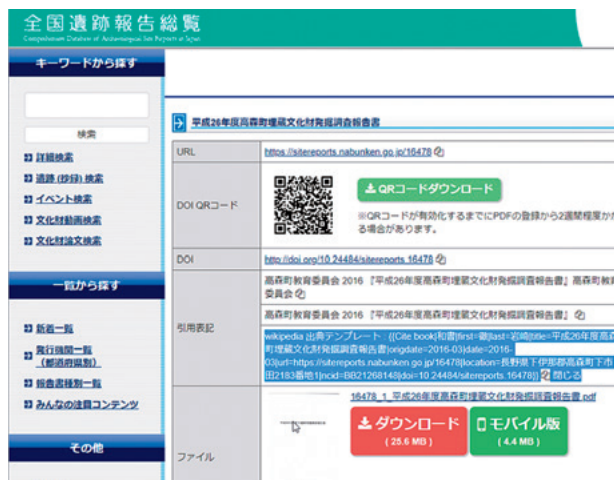 全国遺跡報告総覧
Comprehensive Database of Archaeological Site Reports in Japan
キーワードから探す
検索
詳細検索
遺跡 (抄録) 検索
イベント検索
文化財動画検索
文化財論文検索
一覧から探す
新着一覧
発行機関一覧
(都道府県別)
報告書種別一覧
みんなの注目コンテンツ
その他
平成26年度高森町埋蔵文化財発掘調査報告書
URL
https://sitereports.nabunken.go.jp/16478
DOI QRコード
QRコードダウンロード
※QRコードが有効化するまでにPDFの登録から2週間程度かか
る場合があります。
DOI
http://doi.org/10.24484/sitereports.16478
引用表記
高森町教育委員会 2016 『平成26年度高森町埋蔵文化財発掘調査報告書』高森町教育
委員会
高森町教育委員会 2016 『平成26年度高森町埋蔵文化財発掘調査報告書』
wikipedia 出典テンプレート : {{Cite book|和書|first=徹|last=岩崎|title=平成26年度高森
町埋蔵文化財発掘調査報告書|origdate=2016-03|date=2016-
03|url=https://sitereports.nabunken.go.jp/16478|location=長野県下伊那郡高森町下市
田2183番地1|ncid=BB21268148|doi=10.24484/sitereports.16478}} 閉じる
ファイル
16478_1_平成26年度高森町埋蔵文化財発掘調査報告書.pdf
ダウンロード
( 25.6 MB )
モバイル版
( 4.4 MB )